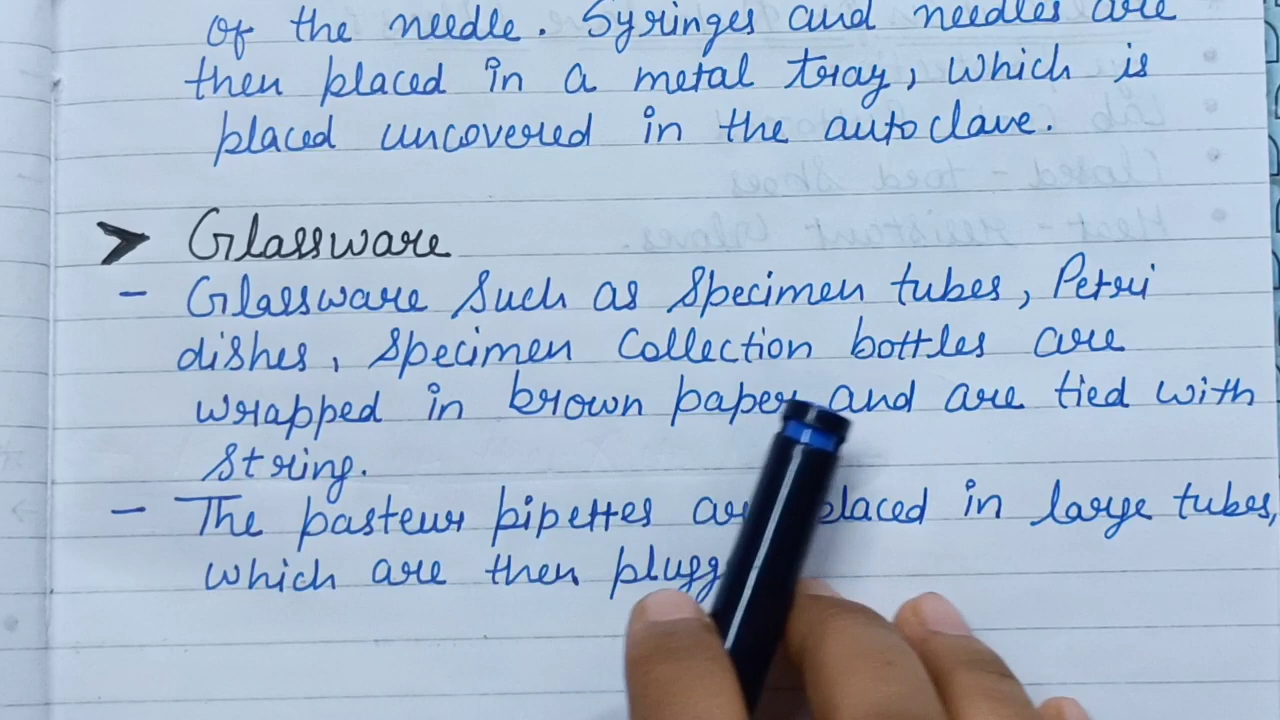 of the needle. Syringes and needles are
then placed in a metal tray, which is
placed uncovered in the autoclave.
➤ Glassware
- Glassware such as specimen tubes, Petri
dishes, specimen collection bottles are
wrapped in brown paper and are tied with
string.
- The pasteur pipettes placed in large tubes,
which are then